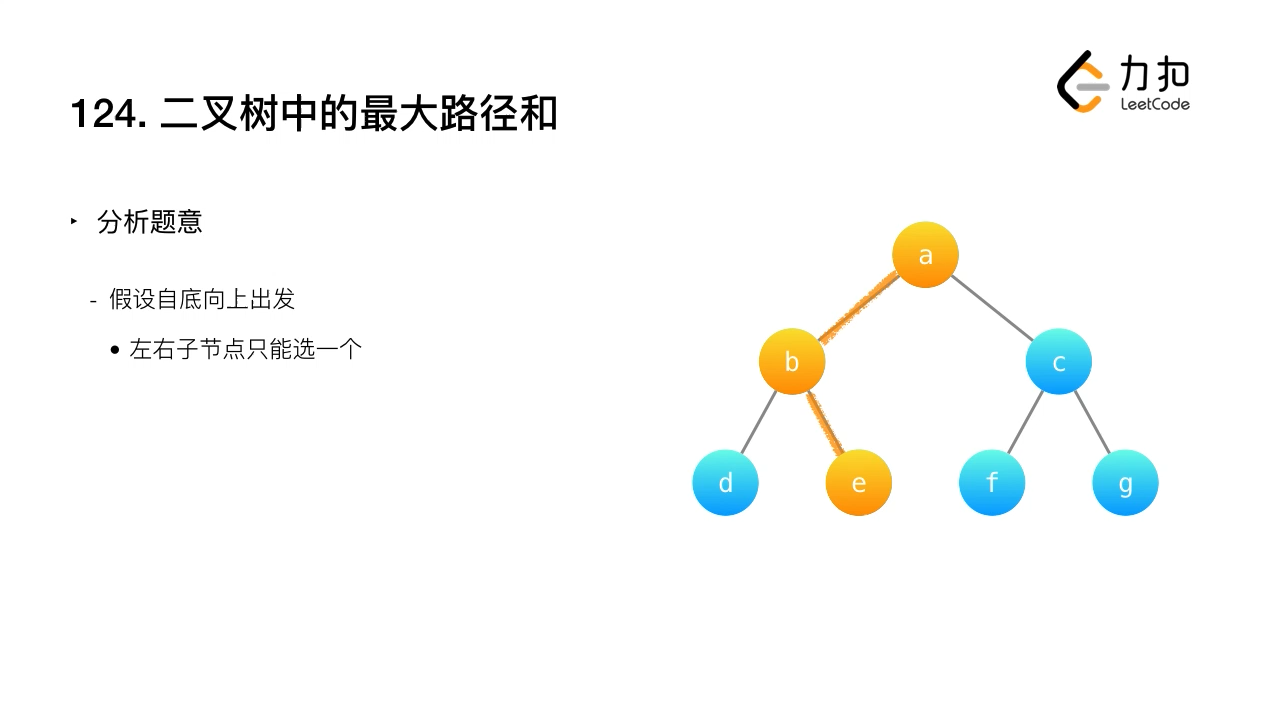 力扣
LeetCode
124. 二叉树中的最大路径和
‣ 分析题意
- 假设自底向上出发
• 左右子节点只能选一个
a
b
c
d
e
f
g